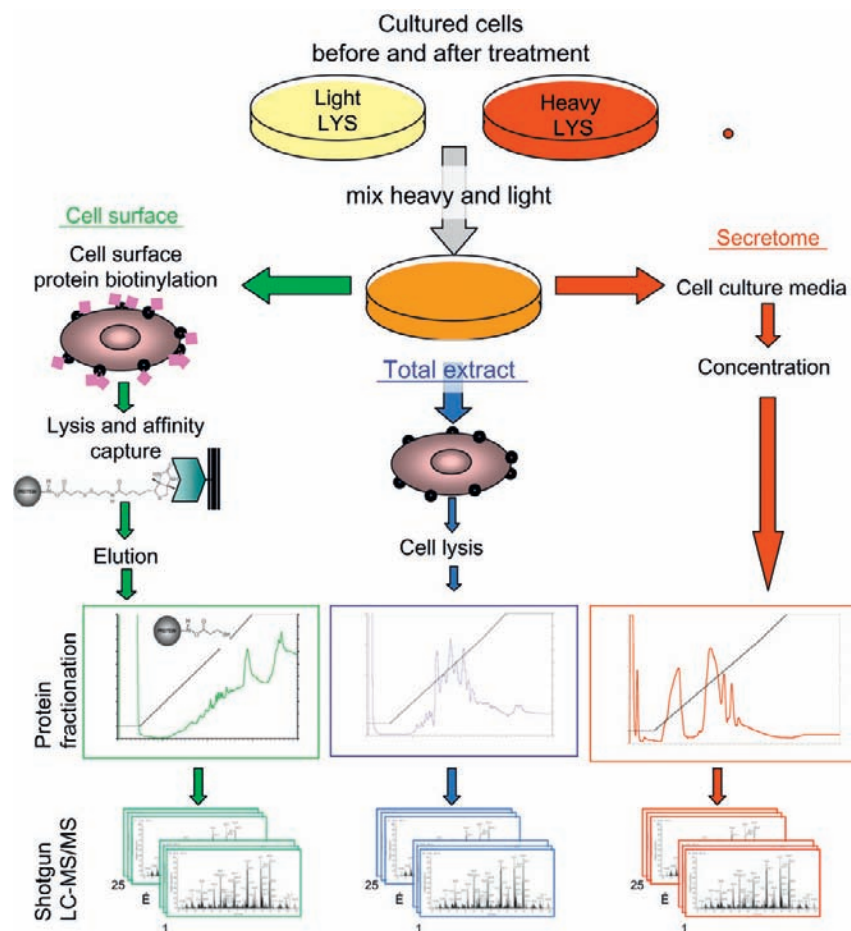 Cultured cells
before and after treatment
Light
LYS
Heavy
LYS
mix heavy and light
Cell surface
Cell surface
protein biotinylation
Secretome
Cell culture media
Total extract
Concentration
Lysis and affinity
capture
PROTEIN
Elution
Cell lysis
Protein
fractionation
PROTEIN
Shotgun
LC-MS/MS
25
É
1
25
É
1
25
É
1